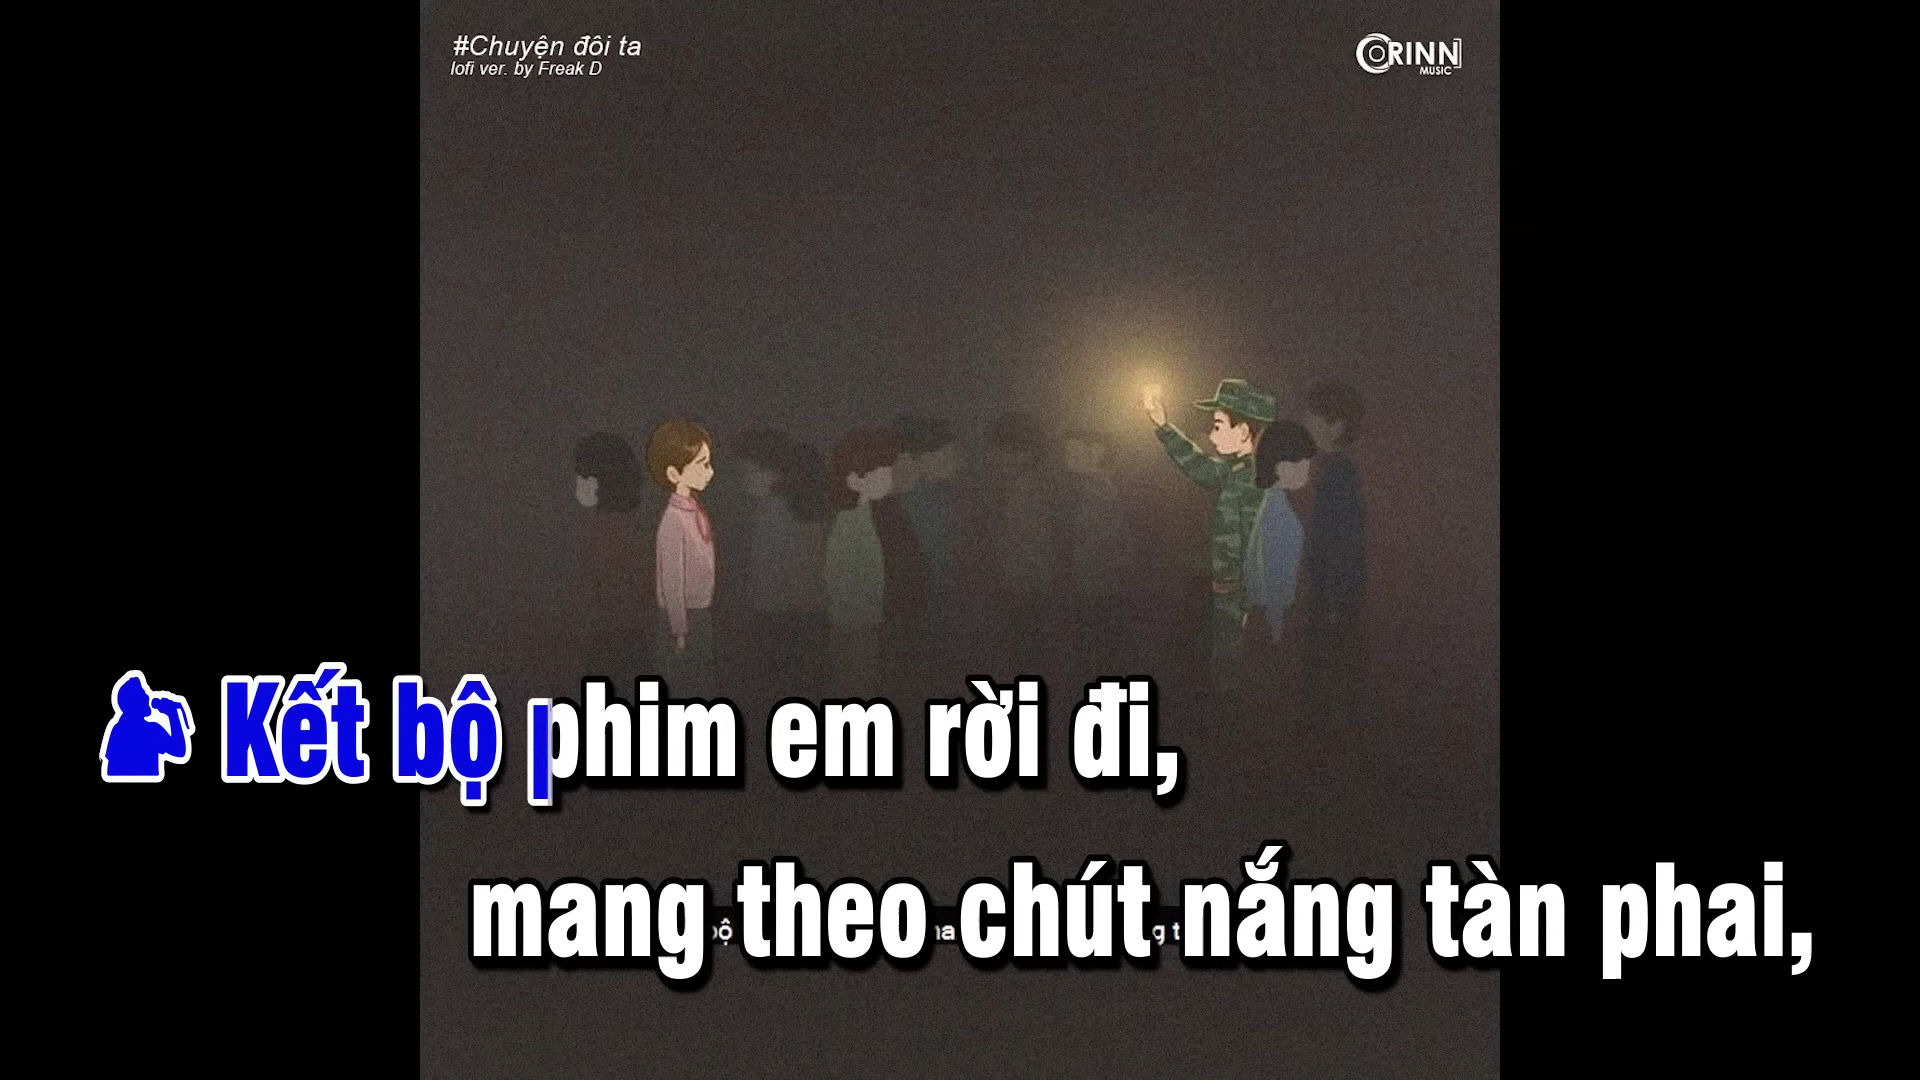 #Chuyện đôi ta
lofi ver. by Freak D
ORINN
MUSIC
Kết bộ phim em rời đi,
mang theo chút nắng tàn phai,